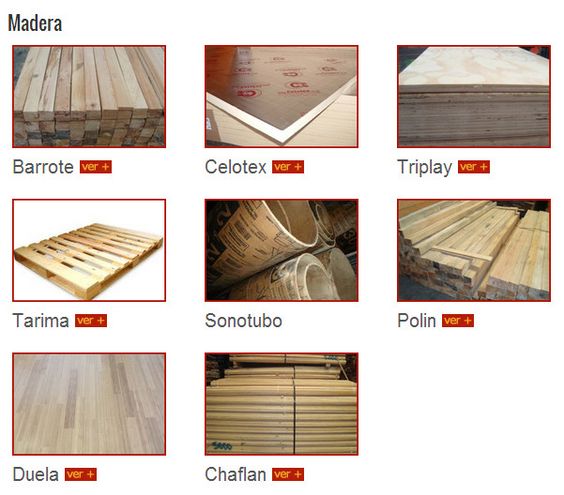 Madera
Barrote ver +
Celotex ver +
Triplay ver +
Tarima ver +
Sonotubo
Polin ver +
Duela ver +
Chaflan ver +